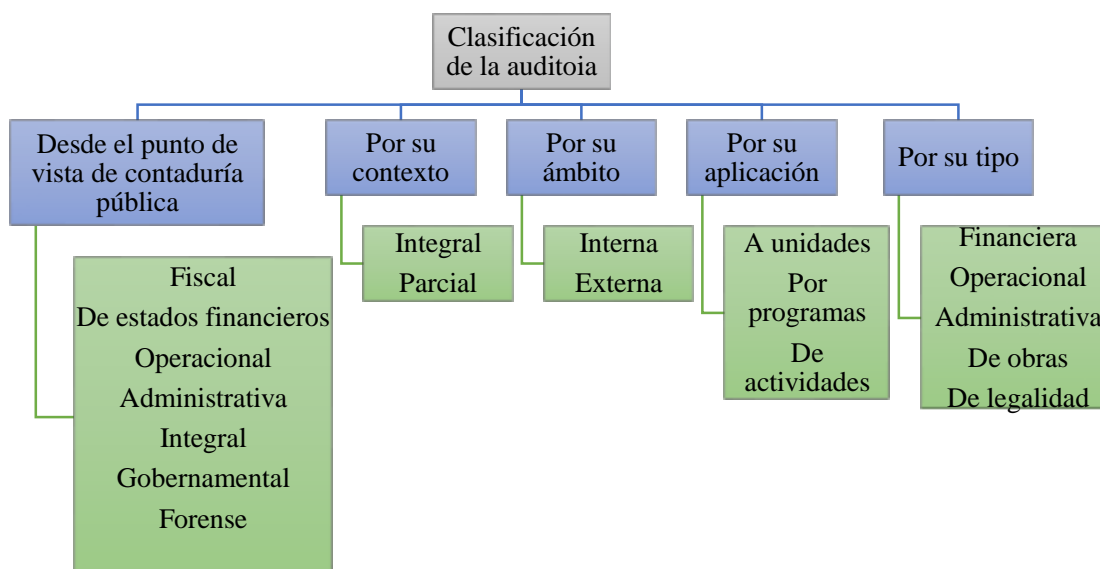 Clasificación
de la auditoia
Desde el punto de
vista de contaduría
pública
Por su
contexto
Por su
ámbito
Por su
aplicación
Por su tipo
Fiscal
De estados financieros
Operacional
Administrativa
Integral
Gobernamental
Forense
Integral
Parcial
Interna
Externa
A unidades
Por
programas
De
actividades
Financiera
Operacional
Administrativa
De obras
De legalidad